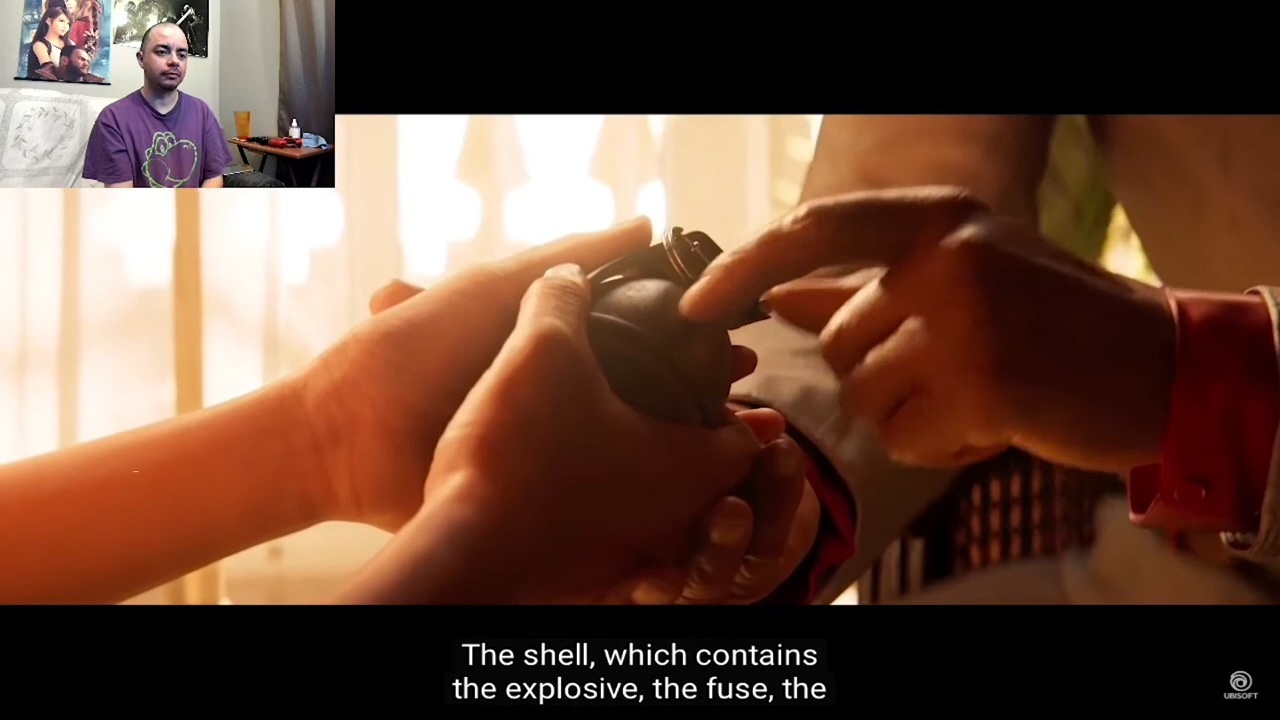 The shell, which contains
the explosive, the fuse, the
UBISOFT